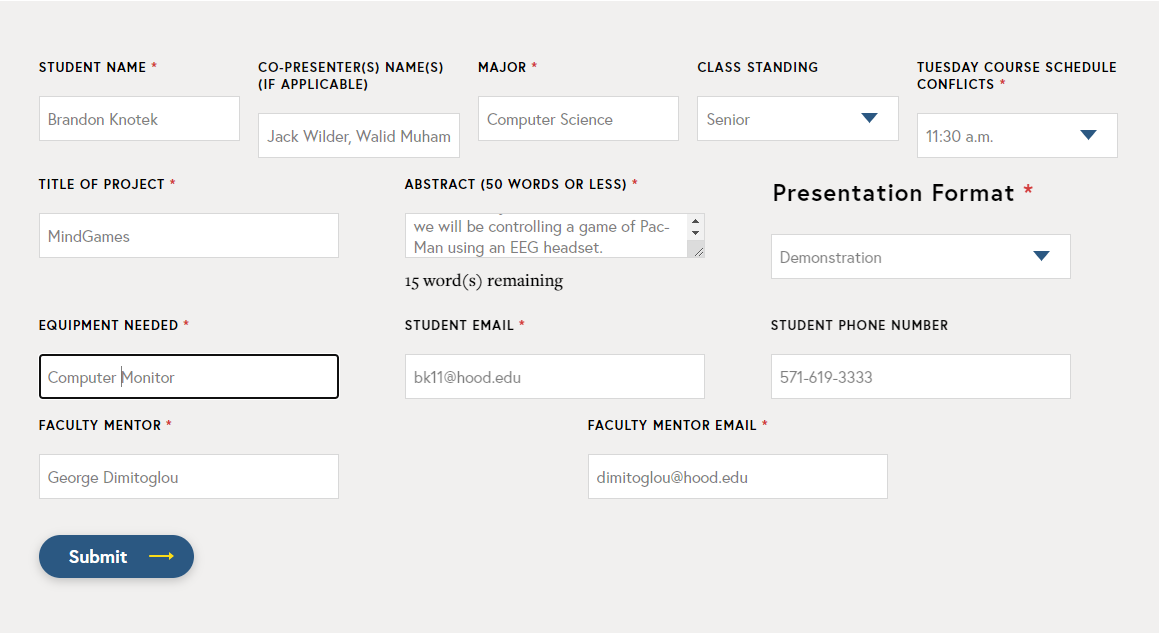 STUDENT NAME *
CO-PRESENTER(S) NAME(S)
(IF APPLICABLE)
MAJOR *
CLASS STANDING
TUESDAY COURSE SCHEDULE
CONFLICTS *
Brandon Knotek
Jack Wilder, Walid Muham
Computer Science
Senior
11:30 a.m.
TITLE OF PROJECT *
ABSTRACT (50 WORDS OR LESS) *
Presentation Format *
MindGames
we will be controlling a game of Pac-
Man using an EEG headset.
Demonstration
15 word(s) remaining
EQUIPMENT NEEDED *
STUDENT EMAIL *
STUDENT PHONE NUMBER
Computer Monitor
bk11@hood.edu
571-619-3333
FACULTY MENTOR *
FACULTY MENTOR EMAIL *
George Dimitoglou
dimitoglou@hood.edu
Submit